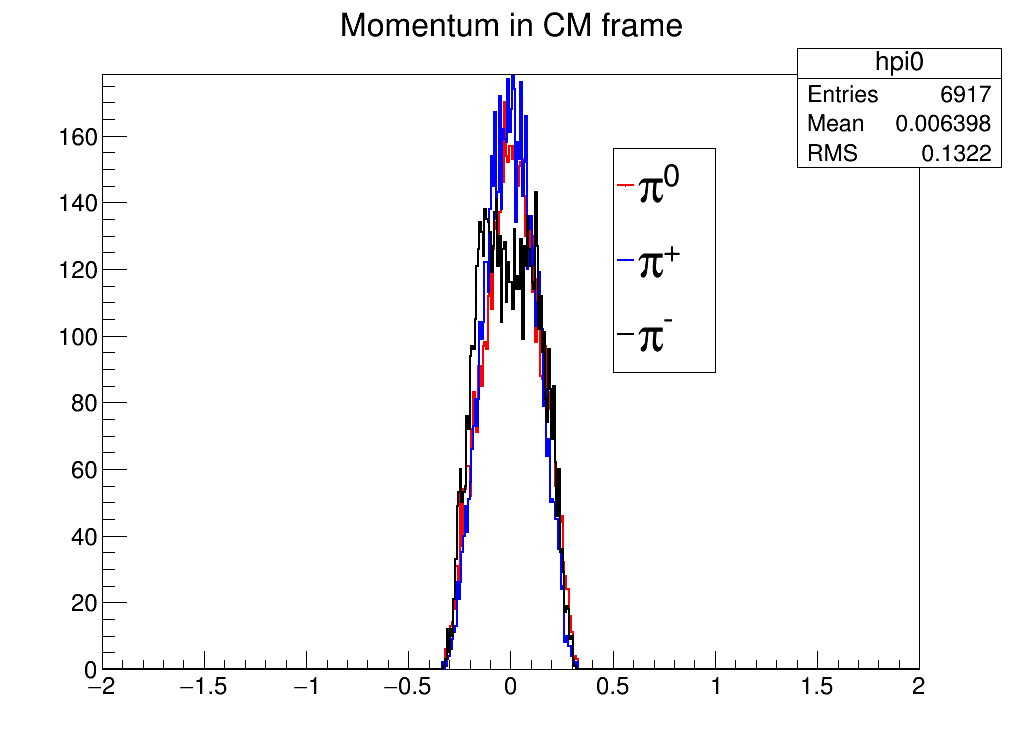 Momentum in CM frame
hpi0
Entries 6917
Mean 0.006398
RMS 0.1322
π⁰
π⁺
π⁻
160
140
120
100
80
60
40
20
0
−2 −1.5 −1 −0.5 0 0.5 1 1.5 2